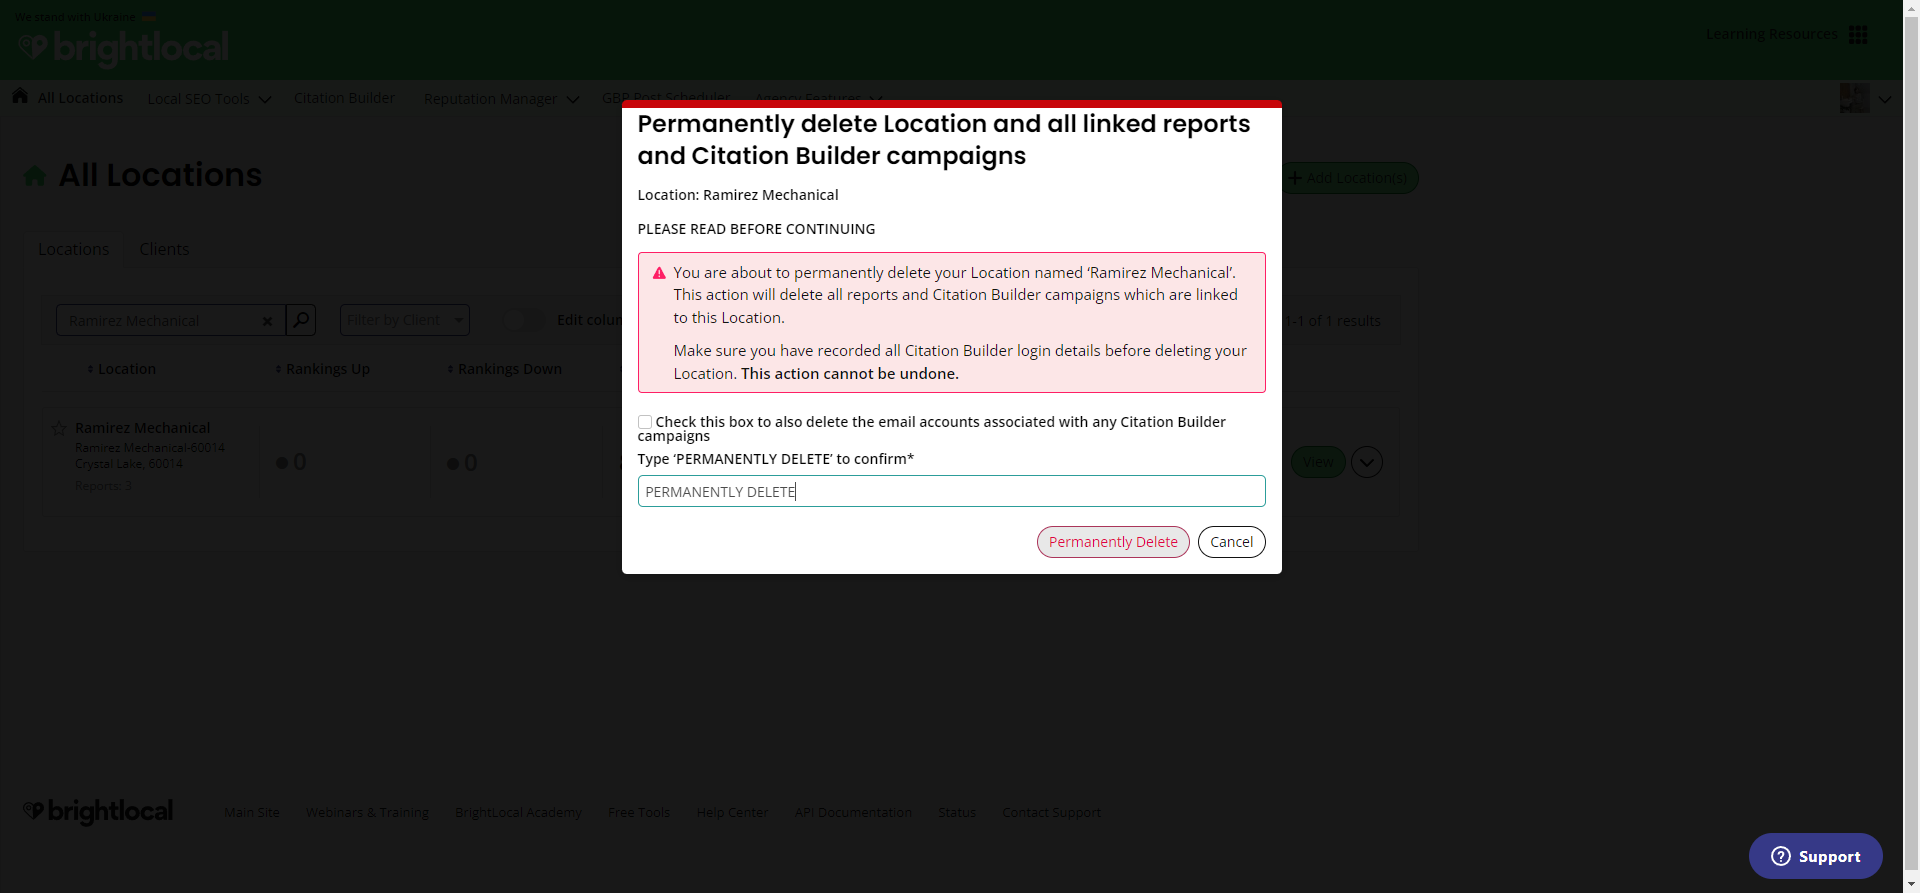 We stand with Ukraine
brightlocal
Learning Resources
All Locations
Local SEO Tools
Citation Builder
Reputation Manager
GBP Post Scheduler
Agency Features
Permanently delete Location and all linked reports
and Citation Builder campaigns
Location: Ramirez Mechanical
PLEASE READ BEFORE CONTINUING
You are about to permanently delete your Location named ‘Ramirez Mechanical’.
This action will delete all reports and Citation Builder campaigns which are linked
to this Location.
Make sure you have recorded all Citation Builder login details before deleting your
Location. This action cannot be undone.
Check this box to also delete the email accounts associated with any Citation Builder
campaigns
Type ‘PERMANENTLY DELETE’ to confirm*
PERMANENTLY DELETE
Permanently Delete
Cancel
All Locations
Add Location(s)
Locations
Clients
Ramirez Mechanical
Filter by Client
Edit colun
1-1 of 1 results
Location
Rankings Up
Rankings Down
Ramirez Mechanical
Ramirez Mechanical-60014
Crystal Lake, 60014
Reports: 3
0
0
View
brightlocal
Main Site
Webinars & Training
BrightLocal Academy
Free Tools
Help Center
API Documentation
Status
Contact Support
Support